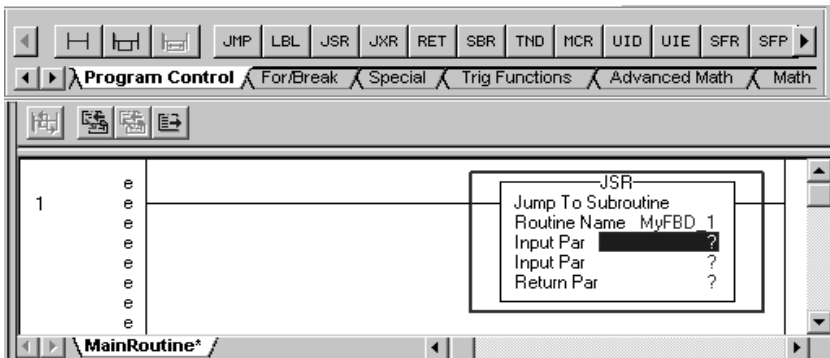 JMP LBL JSR JXR RET SBR TND MCR UID UIE SFR SFP
Program Control For/Break Special Trig Functions Advanced Math Math
JSR
e
Jump To Subroutine
1 e
Routine Name MyFBD_1
e
Input Par ?
e
Input Par ?
e
Return Par ?
e
e
e
MainRoutine*